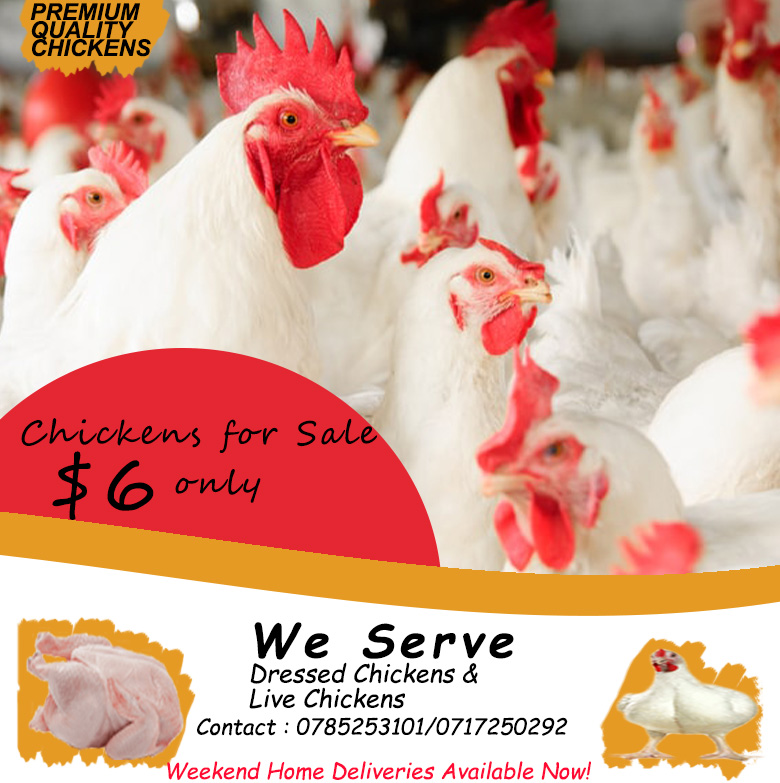 PREMIUM
QUALITY
CHICKENS
Chickens for Sale
$6 only
We Serve
Dressed Chickens &
Live Chickens
Contact : 0785253101/0717250292
Weekend Home Deliveries Available Now!